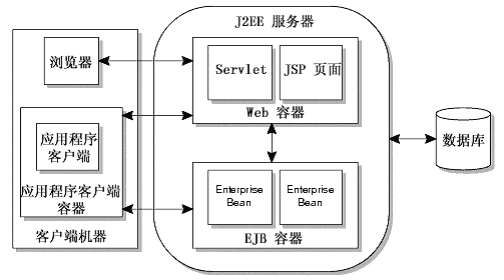 J2EE 服务器
浏览器
Servlet
JSP 页面
Web 容器
应用程序
客户端
应用程序客户端
容器
客户端机器
Enterprise
Bean
Enterprise
Bean
EJB 容器
数据库